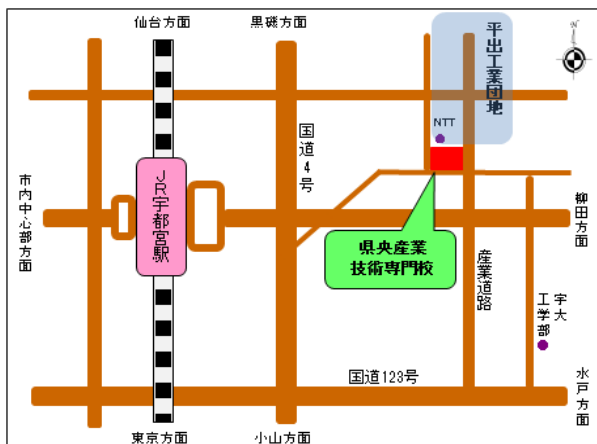 仙台方面
黒磯方面
平出工業団地
NTT
国道4号
JR宇都宮駅
市内中心部方面
柳田方面
県央産業
技術専門校
産業道路
宇大
工学部
国道123号
水戸方面
東京方面
小山方面